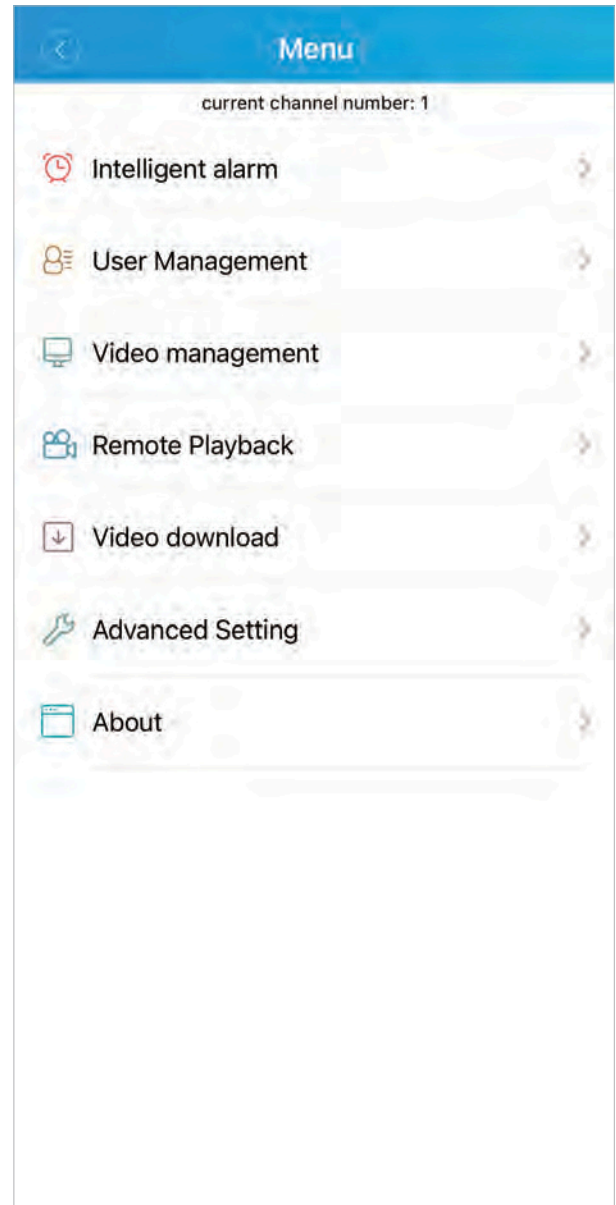 Menu
current channel number: 1
Intelligent alarm
User Management
Video management
Remote Playback
Video download
Advanced Setting
About